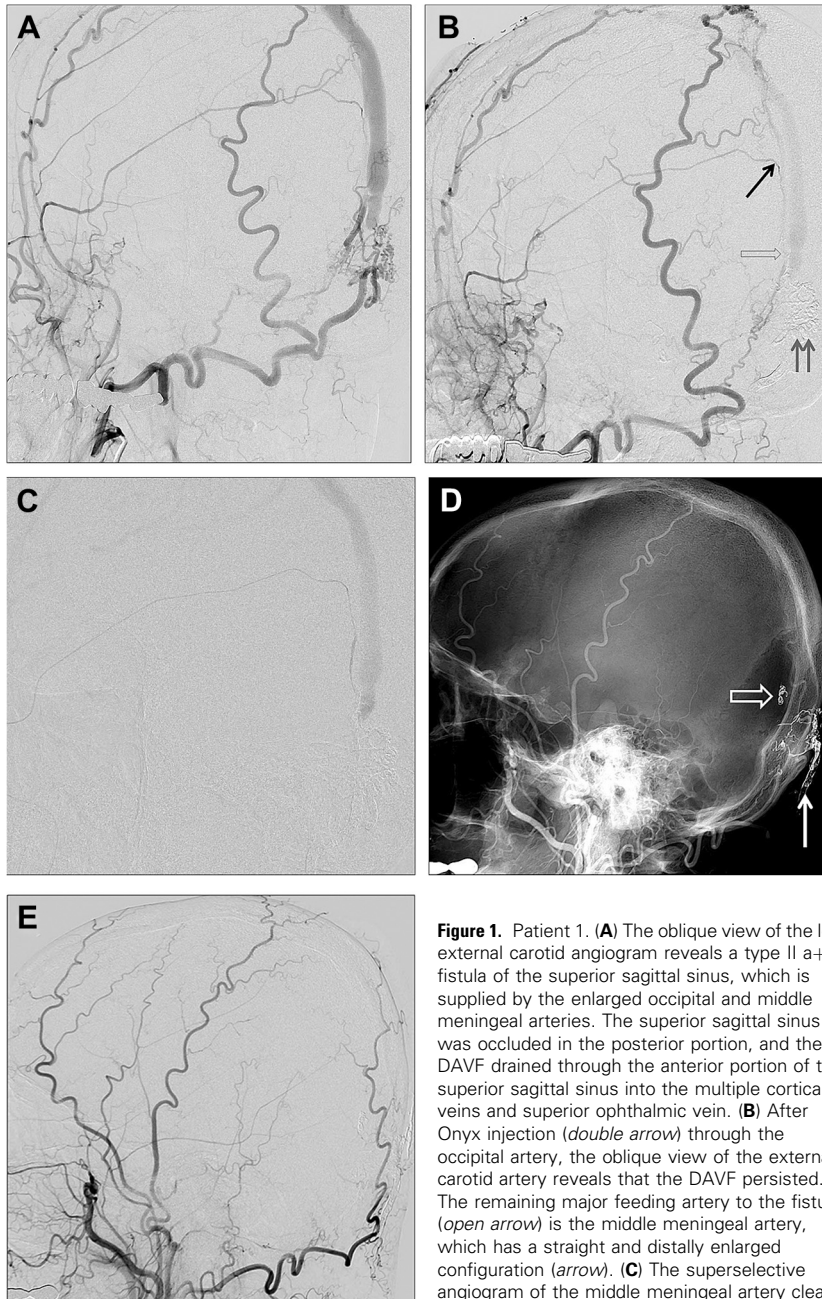 A
B
C
D
E
Figure 1. Patient 1. (A) The oblique view of the l
external carotid angiogram reveals a type II a+
fistula of the superior sagittal sinus, which is
supplied by the enlarged occipital and middle
meningeal arteries. The superior sagittal sinus
was occluded in the posterior portion, and the
DAVF drained through the anterior portion of t
superior sagittal sinus into the multiple cortica
veins and superior ophthalmic vein. (B) After
Onyx injection (double arrow) through the
occipital artery, the oblique view of the extern
carotid artery reveals that the DAVF persisted.
The remaining major feeding artery to the fistu
(open arrow) is the middle meningeal artery,
which has a straight and distally enlarged
configuration (arrow). (C) The superselective
angiogram of the middle meningeal artery clea